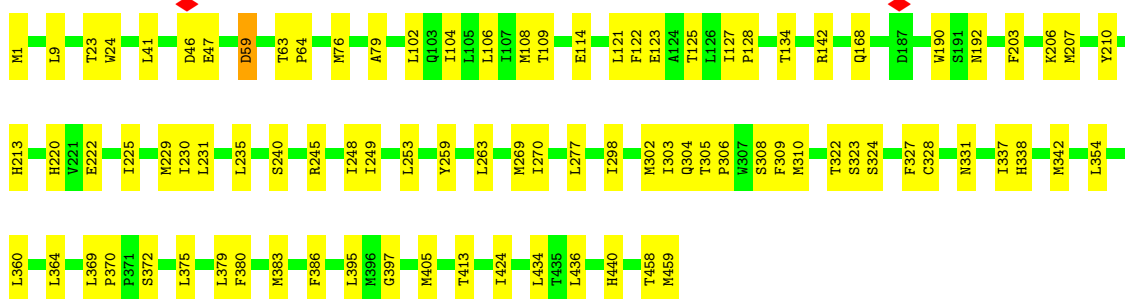 M1 L9 T23 W24 L41 D46 E47 D59 T63 P64 M76 A79 L102 Q103 I104 L105 L106 I107 M108 T109 E114 L121 F122 E123 A124 T125 L126 I127 P128 T134 R142 Q168 D187 W190 S191 N192 F203 K206 M207 Y210
H213 H220 V221 E222 I225 M229 I230 L231 L235 S240 R245 I248 I249 L253 Y259 L263 M269 I270 L277 I298 M302 I303 Q304 T305 P306 W307 S308 F309 M310 T322 S323 S324 F327 C328 N331 I337 H338 M342 L354
L360 L364 L369 P370 P371 S372 L375 L379 F380 M383 F386 L395 M396 G397 M405 T413 I424 L434 T435 L436 H440 T458 M459